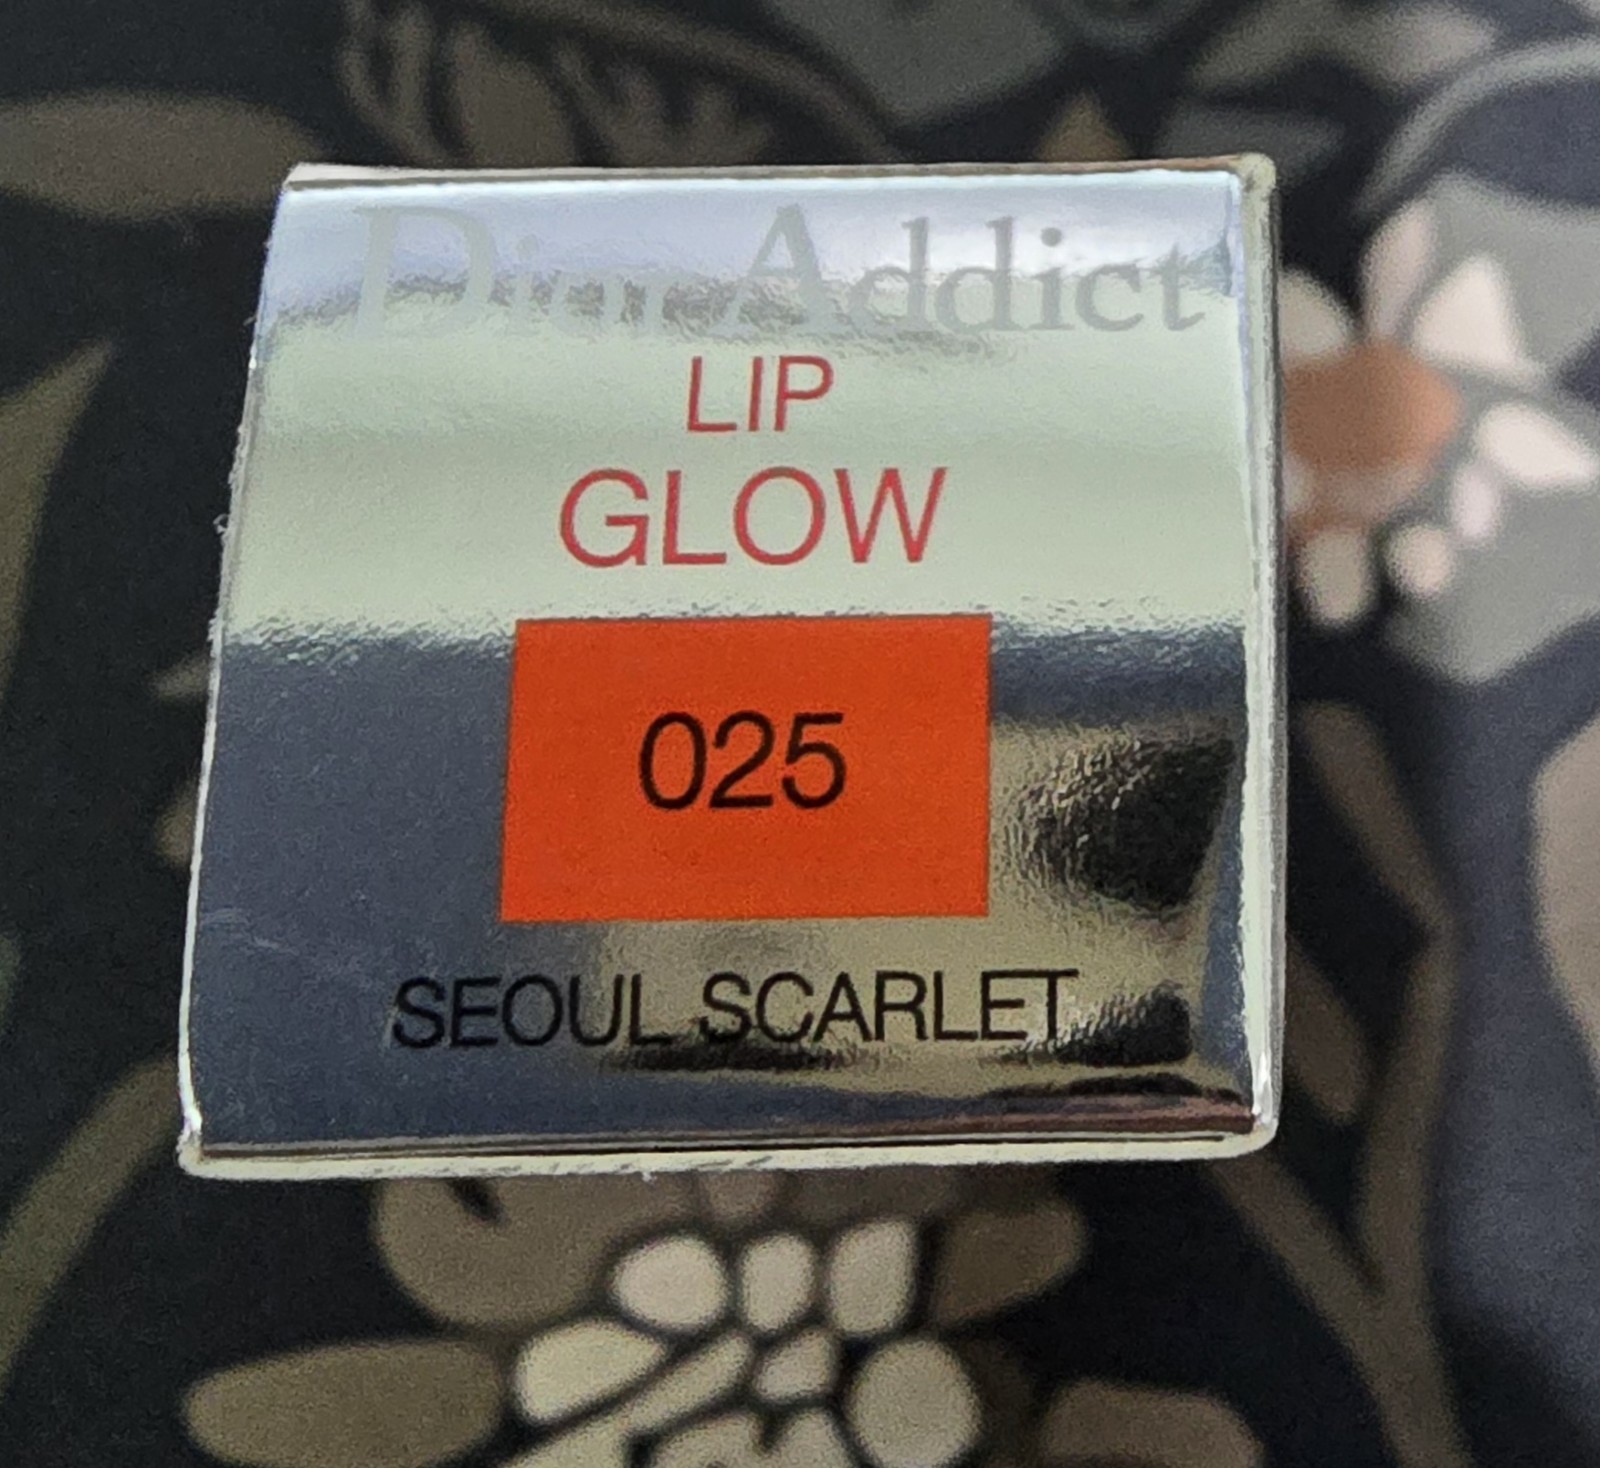 Dior Addict
LIP
GLOW
025
SEOUL SCARLET